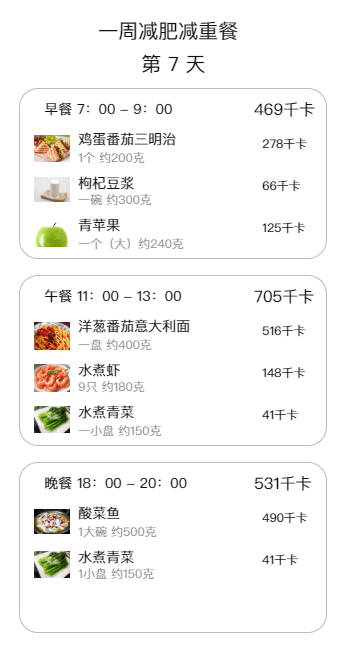 一周减肥减重餐
第 7 天
早餐 7：00 – 9：00 469千卡
鸡蛋番茄三明治 278千卡
1个 约200克
枸杞豆浆 66千卡
一碗 约300克
青苹果 125千卡
一个（大）约240克
午餐 11：00 – 13：00 705千卡
洋葱番茄意大利面 516千卡
一盘 约400克
水煮虾 148千卡
9只 约180克
水煮青菜 41千卡
一小盘 约150克
晚餐 18：00 – 20：00 531千卡
酸菜鱼 490千卡
1大碗 约500克
水煮青菜 41千卡
1小盘 约150克